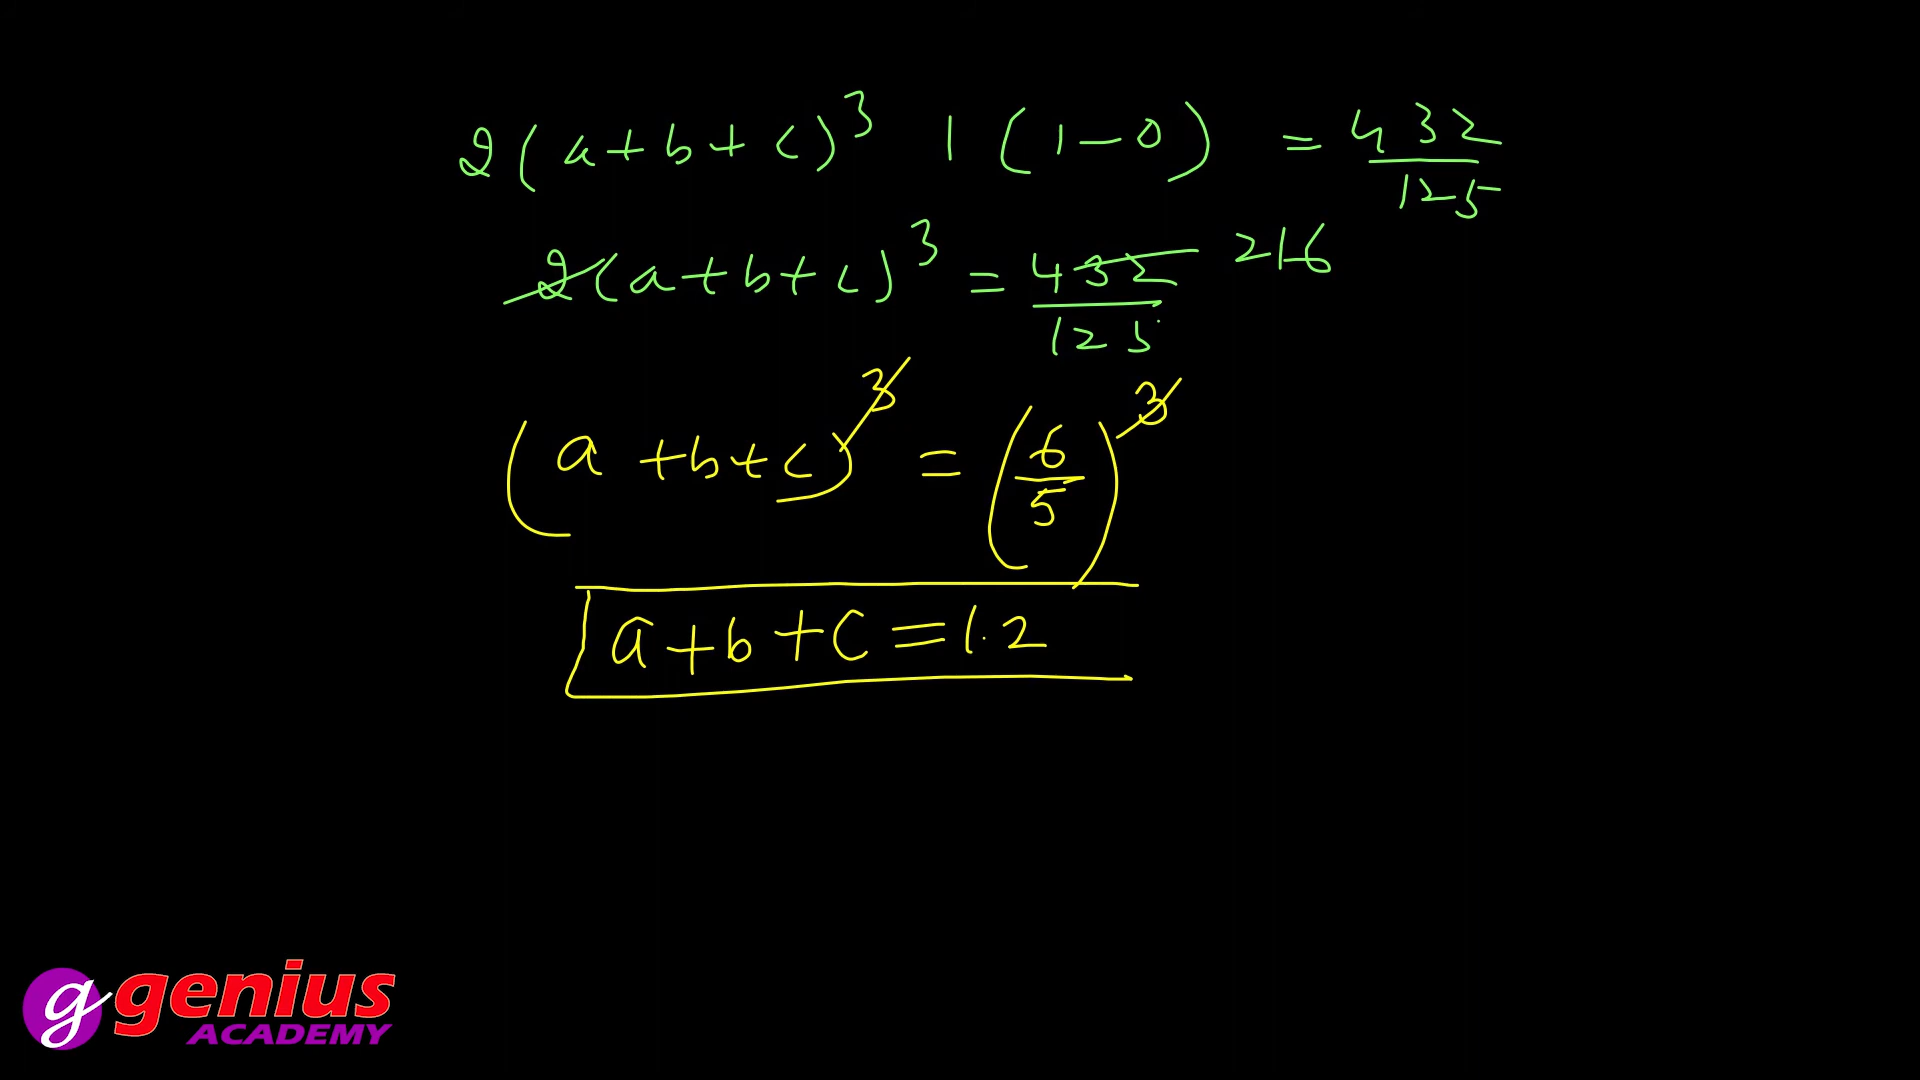 2(a+b+c)³ 1 (1-0) = 432/125
2(a+b+c)³ = 432/125 216
(a+b+c)³ = (6/5)³
a+b+c=1.2
g genius
ACADEMY